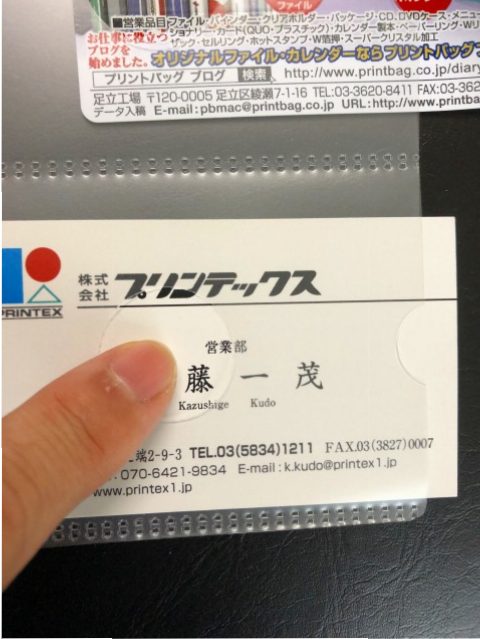 ■営業品目 ファイル・バインダー・クリアホルダー・パッケージ・CD、DVDケース・メニュー
お仕事に役立つ
ショナリー・カード(QUO・プラスチック)・カレンダー製本・ペーパーリング・Wリ
ブログを
ザック・セルリング・ホットスタンプ・W箔押・スーパークリスタル加工
始めました。
オリジナルファイル・カレンダーならプリントバッグ
プリントバッグ ブログ 検索 http://www.printbag.co.jp/diary
足立工場 〒120-0005 足立区綾瀬7-1-16 TEL:03-3620-8411 FAX:03-362
データ入稿 E-mail:pbmac@printbag.co.jp URL:http://www.printba
PRINTEX
株式会社 プリンテックス
営業部
藤 一 茂
Kazushige Kudo
端2-9-3 TEL.03(5834)1211 FAX.03(3827)0007
070-6421-9834 E-mail:k.kudo@printex1.jp
www.printex1.jp